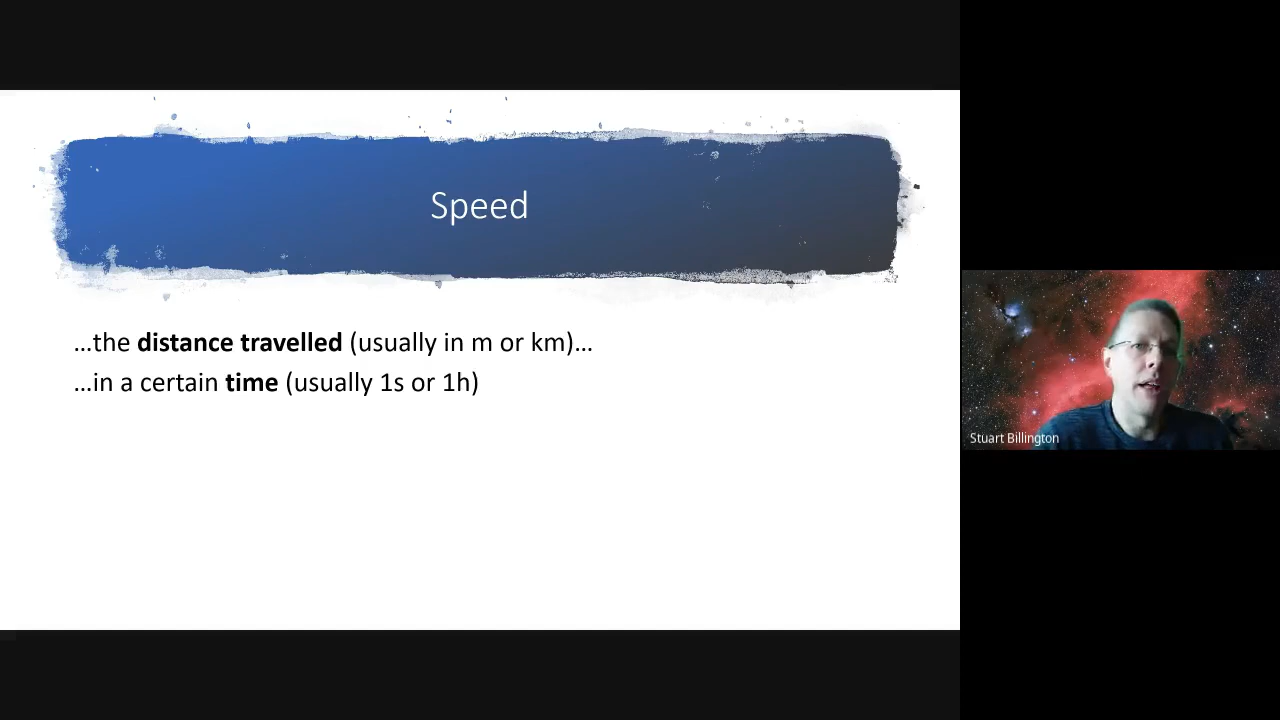 Speed
…the distance travelled (usually in m or km)…
…in a certain time (usually 1s or 1h)
Stuart Billington